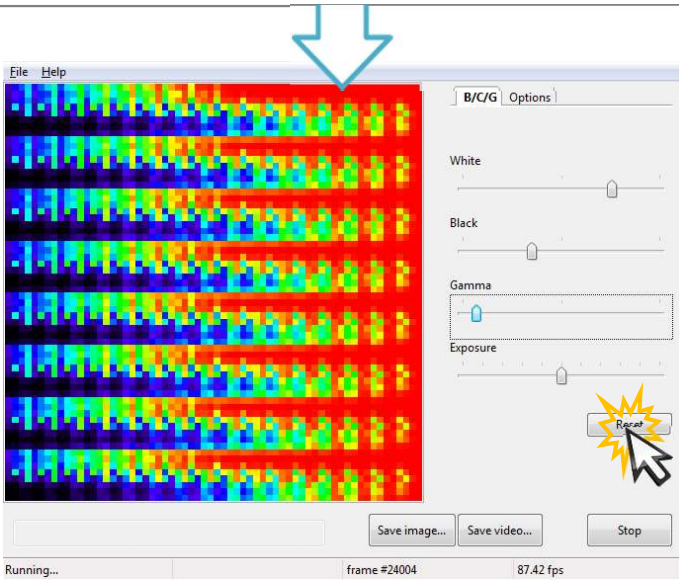 File Help
B/C/G Options
White
Black
Gamma
Exposure
Reset
Save image... Save video... Stop
Running... frame #24004 87.42 fps